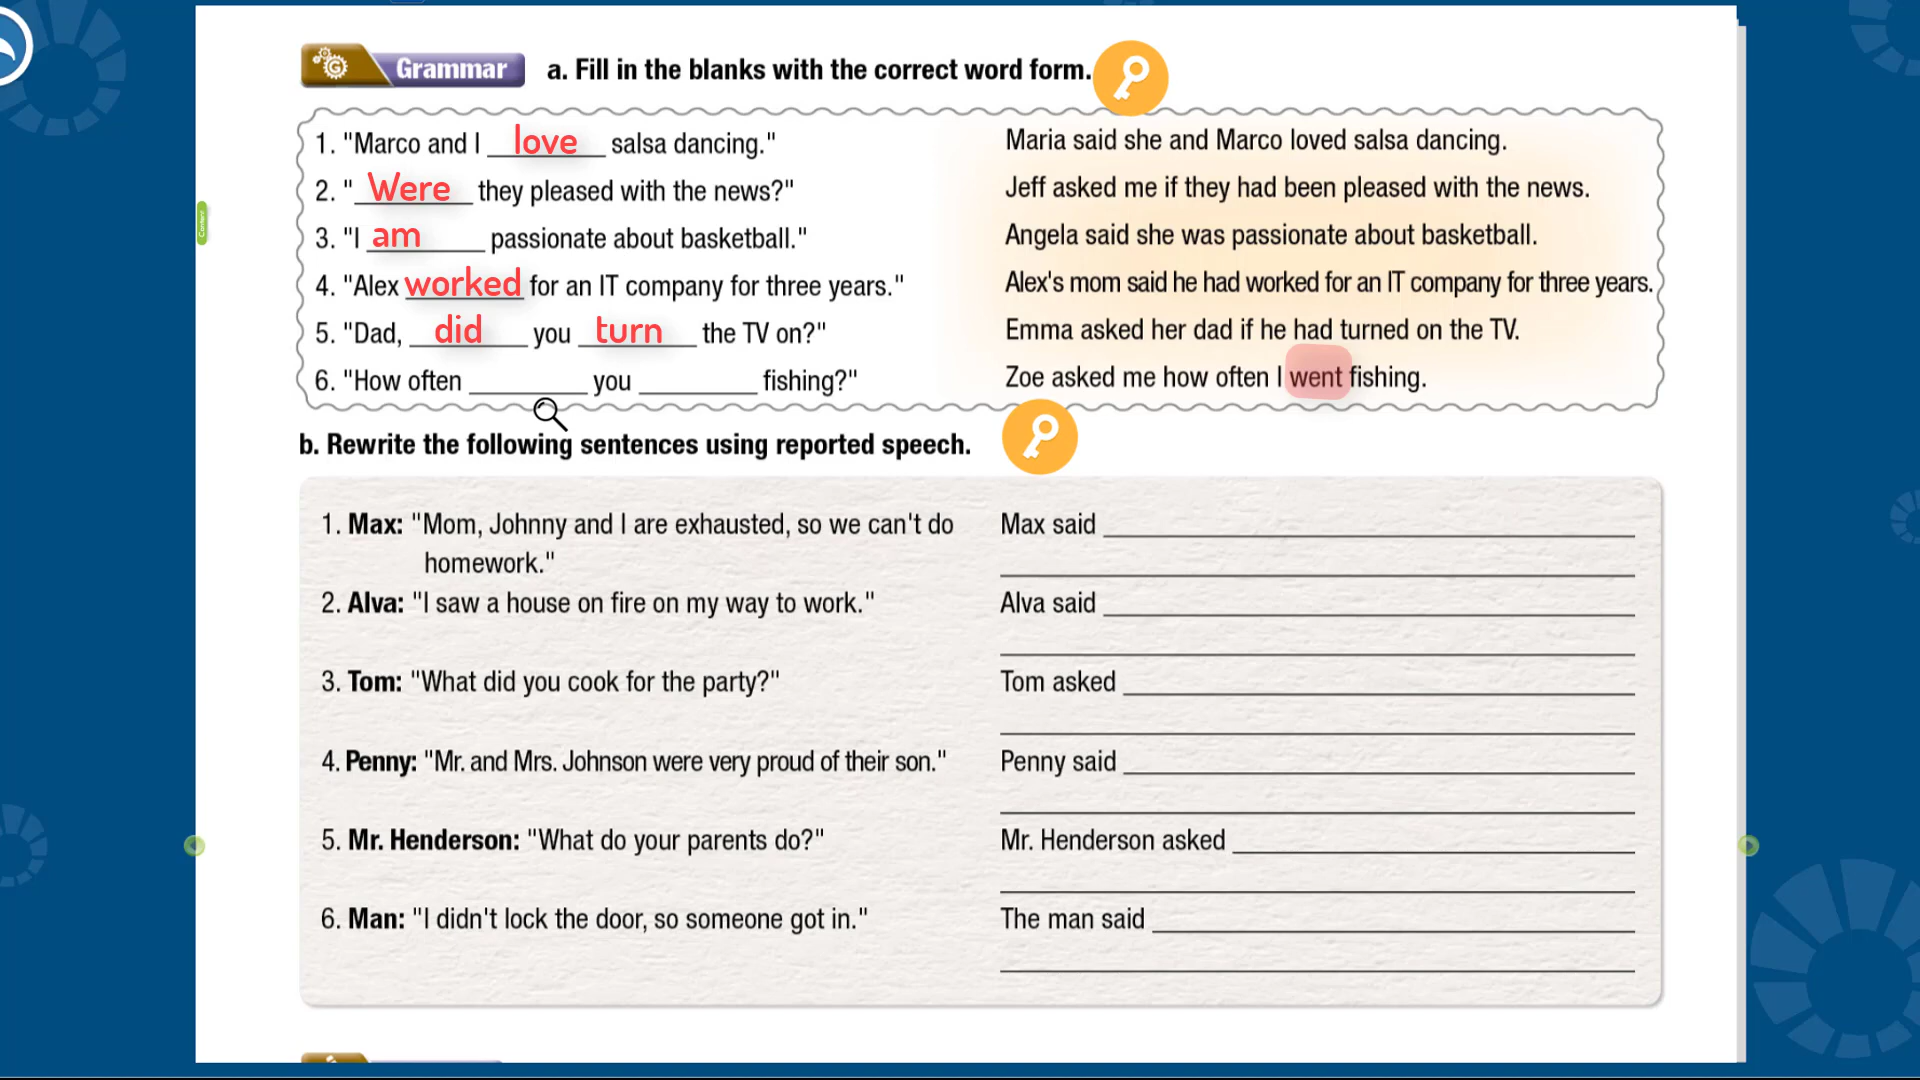 Grammar a. Fill in the blanks with the correct word form.
1. "Marco and I love salsa dancing." Maria said she and Marco loved salsa dancing.
2. "Were they pleased with the news?" Jeff asked me if they had been pleased with the news.
3. "I am passionate about basketball." Angela said she was passionate about basketball.
4. "Alex worked for an IT company for three years." Alex's mom said he had worked for an IT company for three years.
5. "Dad, did you turn the TV on?" Emma asked her dad if he had turned on the TV.
6. "How often ________ you ________ fishing?" Zoe asked me how often I went fishing.
b. Rewrite the following sentences using reported speech.
1. Max: "Mom, Johnny and I are exhausted, so we can't do Max said ________
homework."
2. Alva: "I saw a house on fire on my way to work." Alva said ________
3. Tom: "What did you cook for the party?" Tom asked ________
4. Penny: "Mr. and Mrs. Johnson were very proud of their son." Penny said ________
5. Mr. Henderson: "What do your parents do?" Mr. Henderson asked ________
6. Man: "I didn't lock the door, so someone got in." The man said ________
Content